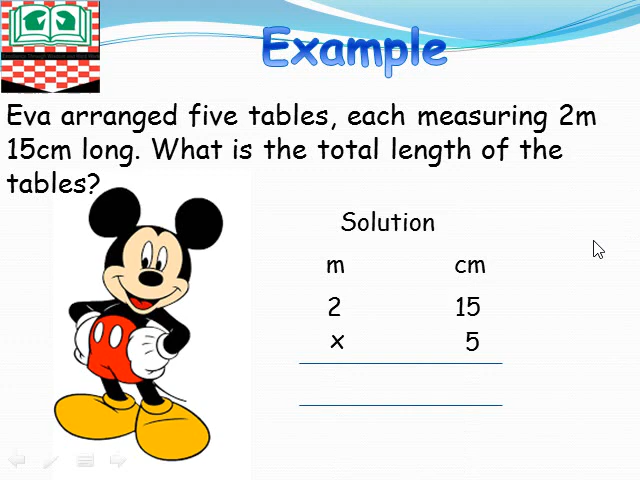 Example
Eva arranged five tables, each measuring 2m
15cm long. What is the total length of the
tables?
Solution
m cm
2 15
x 5